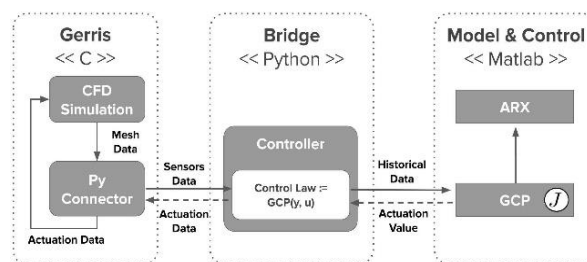 Gerris
<< C >>
CFD
Simulation
Mesh
Data
Py
Connector
Actuation Data
Sensors
Data
Actuation
Data
Bridge
<< Python >>
Controller
Control Law :=
GCP(y, u)
Historical
Data
Actuation
Value
Model & Control
<< Matlab >>
ARX
GCP
J